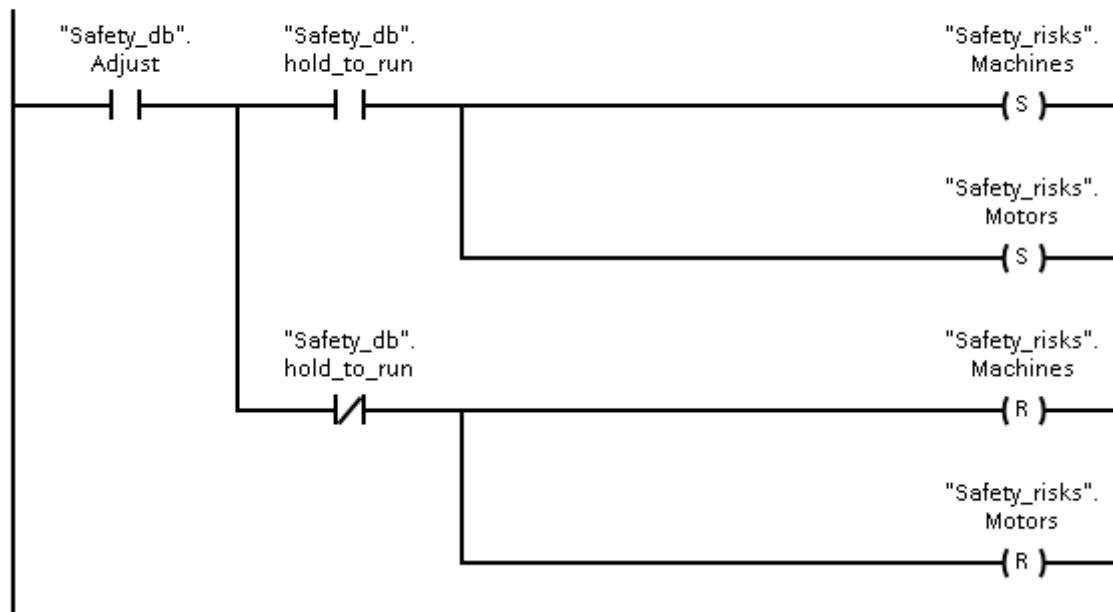 "Safety_db".
Adjust
"Safety_db".
hold_to_run
"Safety_risks".
Machines
S
"Safety_risks".
Motors
S
"Safety_db".
hold_to_run
"Safety_risks".
Machines
R
"Safety_risks".
Motors
R